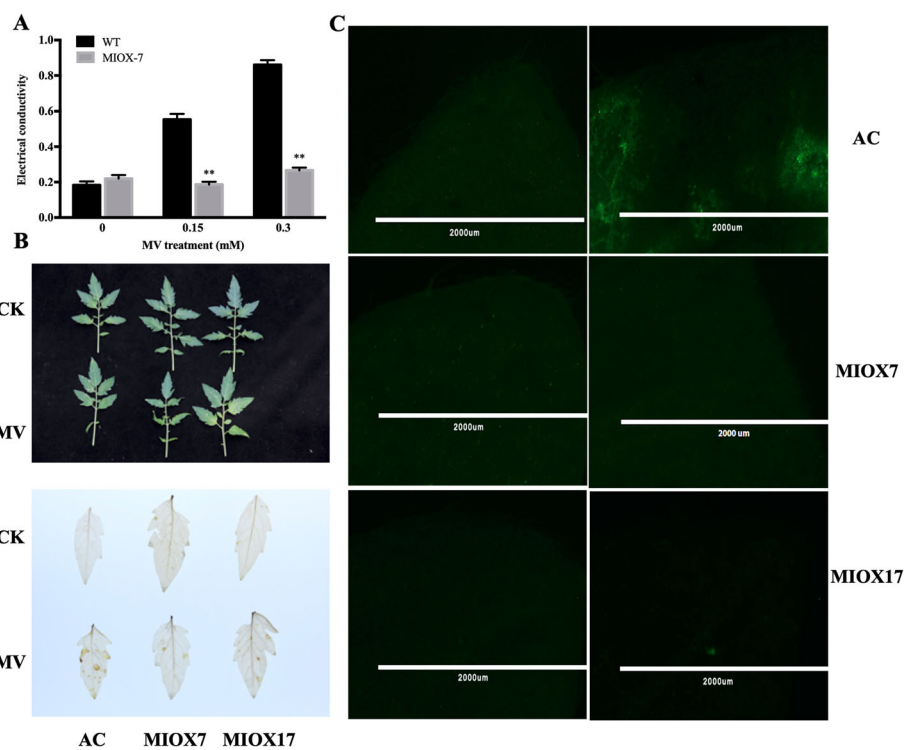 A
1.0
0.8
0.6
0.4
0.2
0.0
Electrical conductivity
WT
MIOX-7
**
**
0 0.15 0.3
MV treatment (mM)
B
CK
MV
CK
MV
AC MIOX7 MIOX17
C
2000um 2000um
AC
2000um 2000 um
MIOX7
2000um 2000um
MIOX17